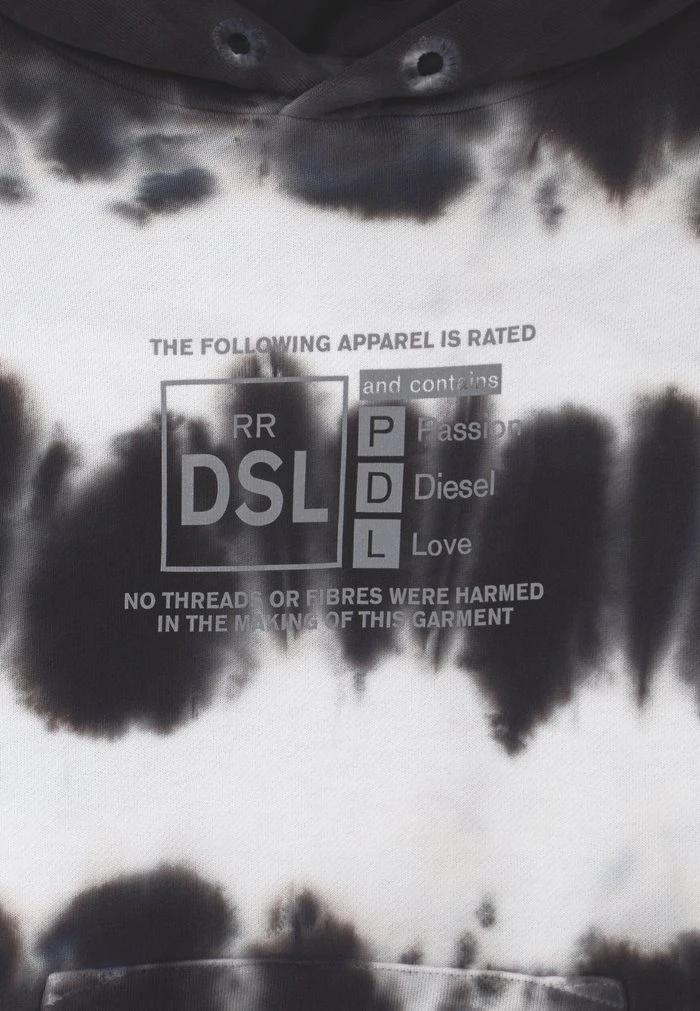 THE FOLLOWING APPAREL IS RATED
RR
DSL
and contains
P Passion
D Diesel
L Love
NO THREADS OR FIBRES WERE HARMED
IN THE MAKING OF THIS GARMENT